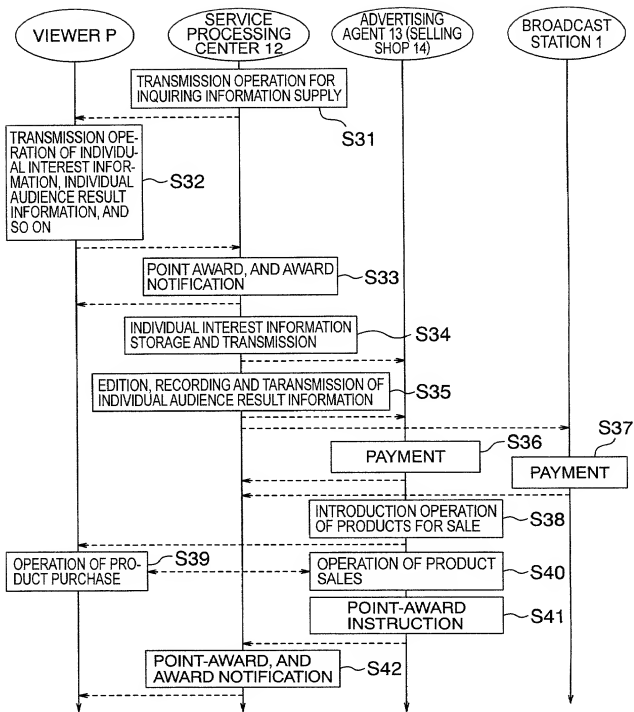 VIEWER P
SERVICE
PROCESSING
CENTER 12
ADVERTISING
AGENT 13 (SELLING
SHOP 14)
BROADCAST
STATION 1
TRANSMISSION OPERATION FOR
INQUIRING INFORMATION SUPPLY
S31
TRANSMISSION OPE-
RATION OF INDIVIDU-
AL INTEREST INFOR-
MATION, INDIVIDUAL
AUDIENCE RESULT
INFORMATION, AND
SO ON
S32
POINT AWARD, AND AWARD
NOTIFICATION
S33
INDIVIDUAL INTEREST INFORMATION
STORAGE AND TRANSMISSION
S34
EDITION, RECORDING AND TARANSMISSION OF
INDIVIDUAL AUDIENCE RESULT INFORMATION
S35
PAYMENT
S36
PAYMENT
S37
INTRODUCTION OPERATION
OF PRODUCTS FOR SALE
S38
OPERATION OF PRO-
DUCT PURCHASE
S39
OPERATION OF PRODUCT
SALES
S40
POINT-AWARD
INSTRUCTION
S41
POINT-AWARD, AND
AWARD NOTIFICATION
S42